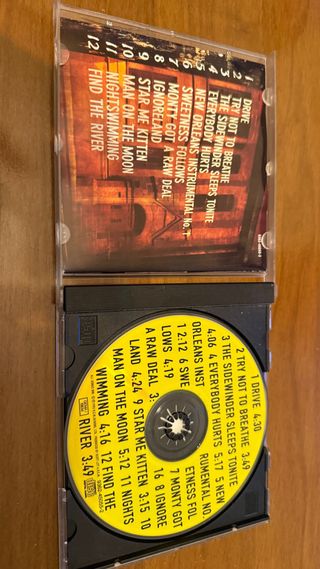 1 DRIVE
2 TRY NOT TO BREATHE
3 THE SIDEWINDER SLEEPS TONITE
4 EVERYBODY HURTS
5 NEW ORLEANS INSTRUMENTAL No. 1
6 SWEETNESS FOLLOWS
7 MONTY GOT A RAW DEAL
8 IGNORELAND
9 STAR ME KITTEN
10 MAN ON THE MOON
11 NIGHTSWIMMING
12 FIND THE RIVER
1 DRIVE 4:30
2 TRY NOT TO BREATHE 3:49
3 THE SIDEWINDER SLEEPS TONITE
4:06 4 EVERYBODY HURTS 5:17 5 NEW
ORLEANS INST RUMENTAL NO.
1 2:12 6 SWE ETNESS FOL
LOWS 4:19 7 MONTY GOT
A RAW DEAL 3: 16 8 IGNORE
LAND 4:24 9 STAR ME KITTEN 3:15 10
MAN ON THE MOON 5:12 11 NIGHTS
WIMMING 4:16 12 FIND THE
RIVER 3:49